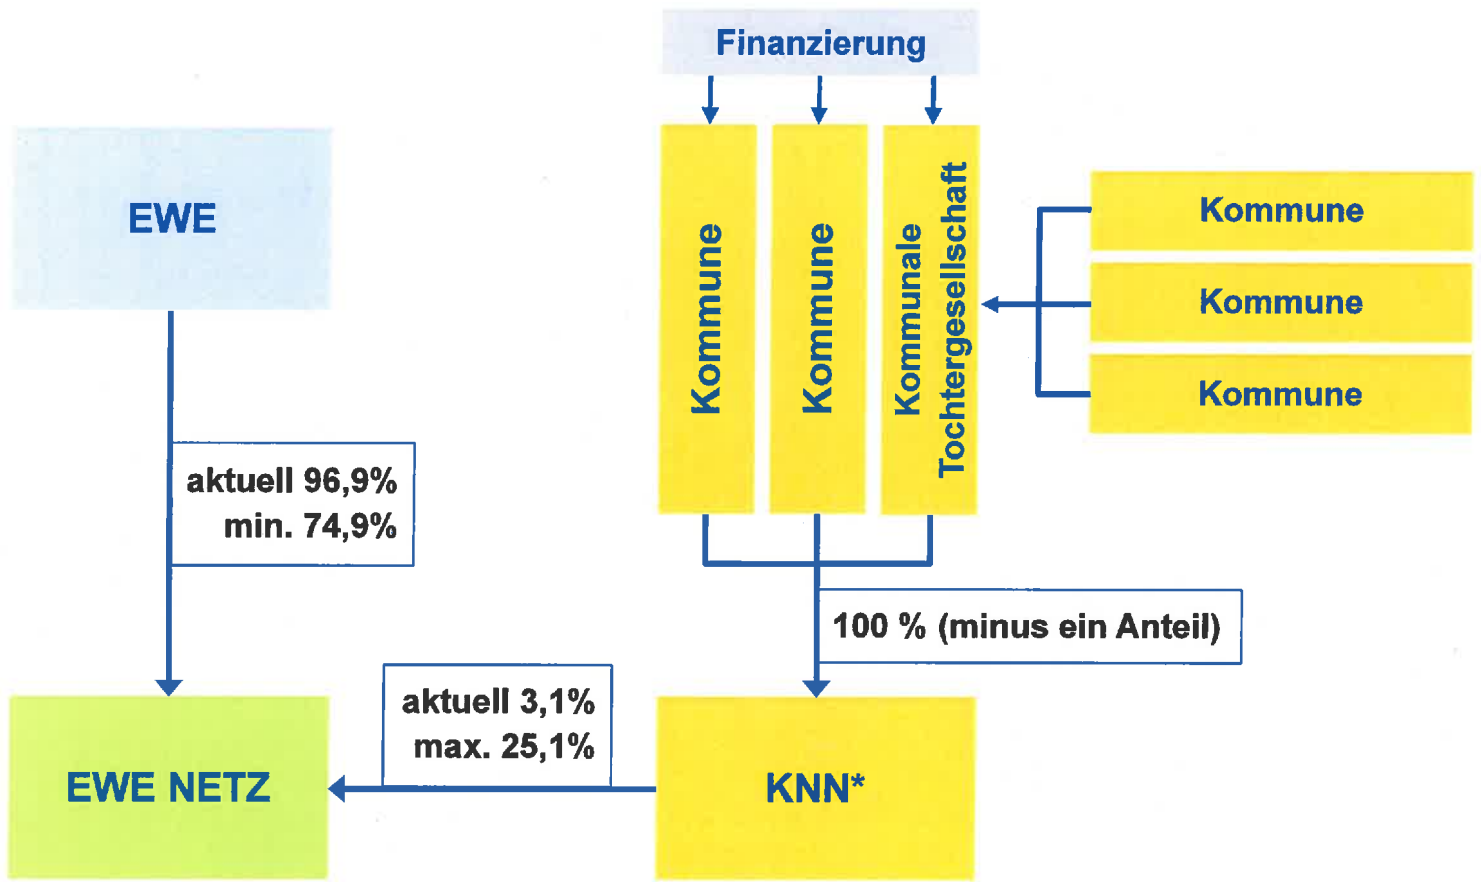 Finanzierung
EWE
Kommune
Kommune
Kommunale
Tochtergesellschaft
Kommune
Kommune
Kommune
aktuell 96,9%
min. 74,9%
100 % (minus ein Anteil)
aktuell 3,1%
max. 25,1%
EWE NETZ
KNN*